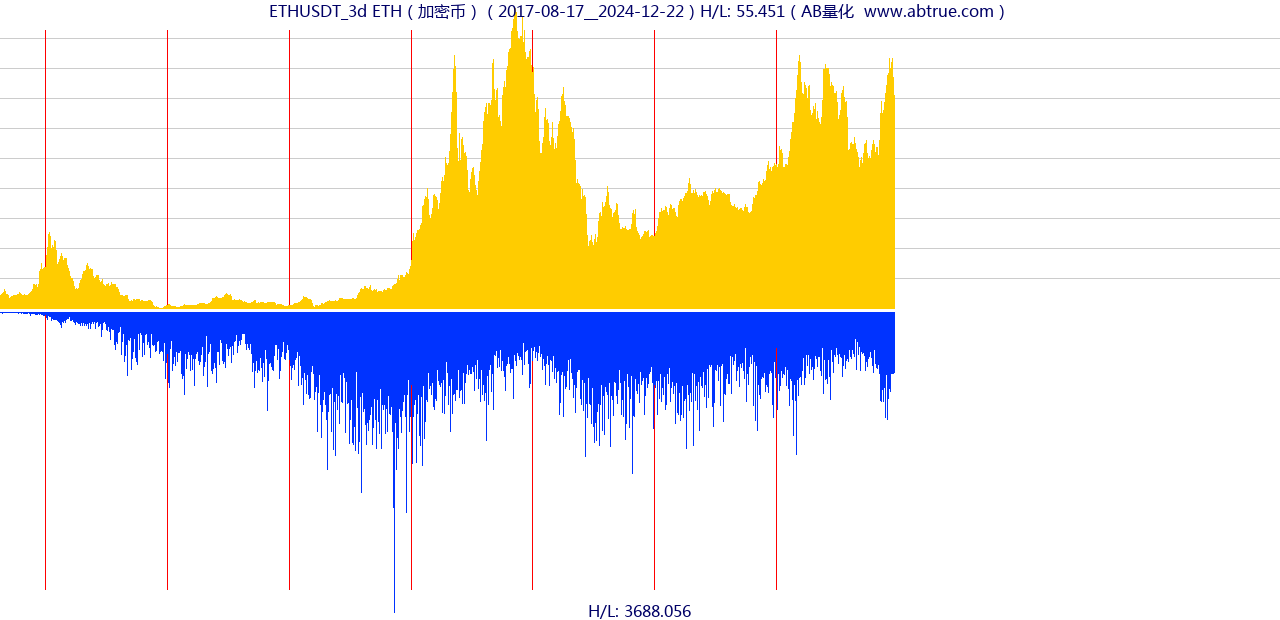 ETHUSDT_3d ETH（加密币）（2017-08-17__2024-12-22）H/L: 55.451（AB量化  www.abtrue.com）
H/L: 3688.056